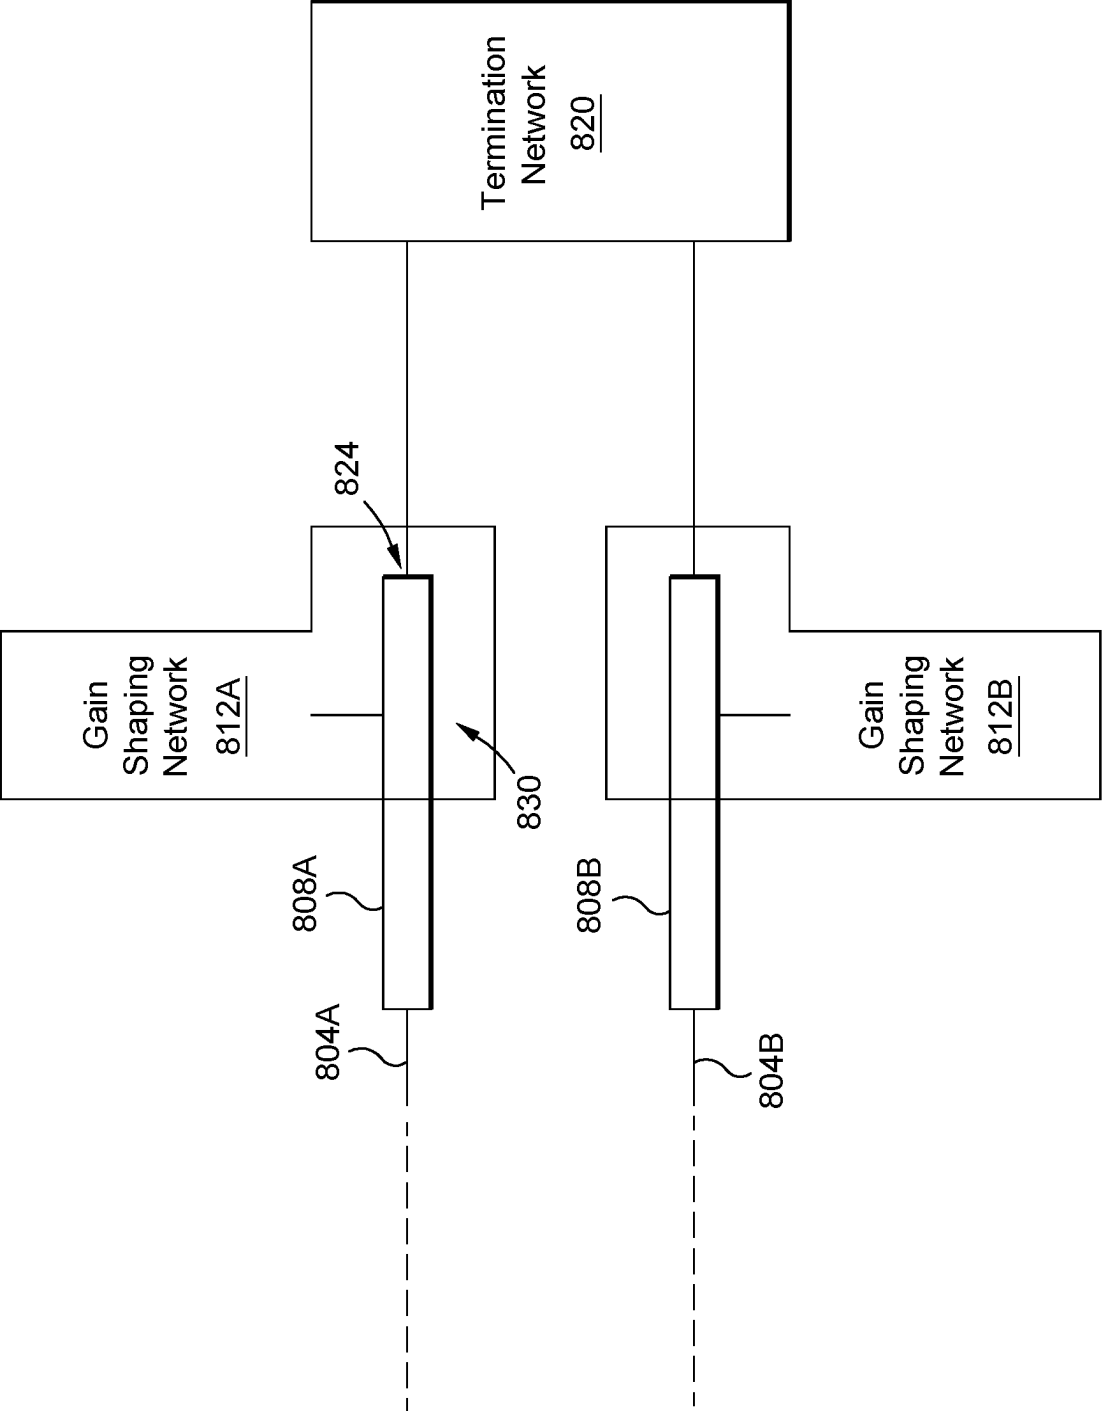 Termination
Network
820
824
Gain
Shaping
Network
812A
830
Gain
Shaping
Network
812B
808A
808B
804A
804B